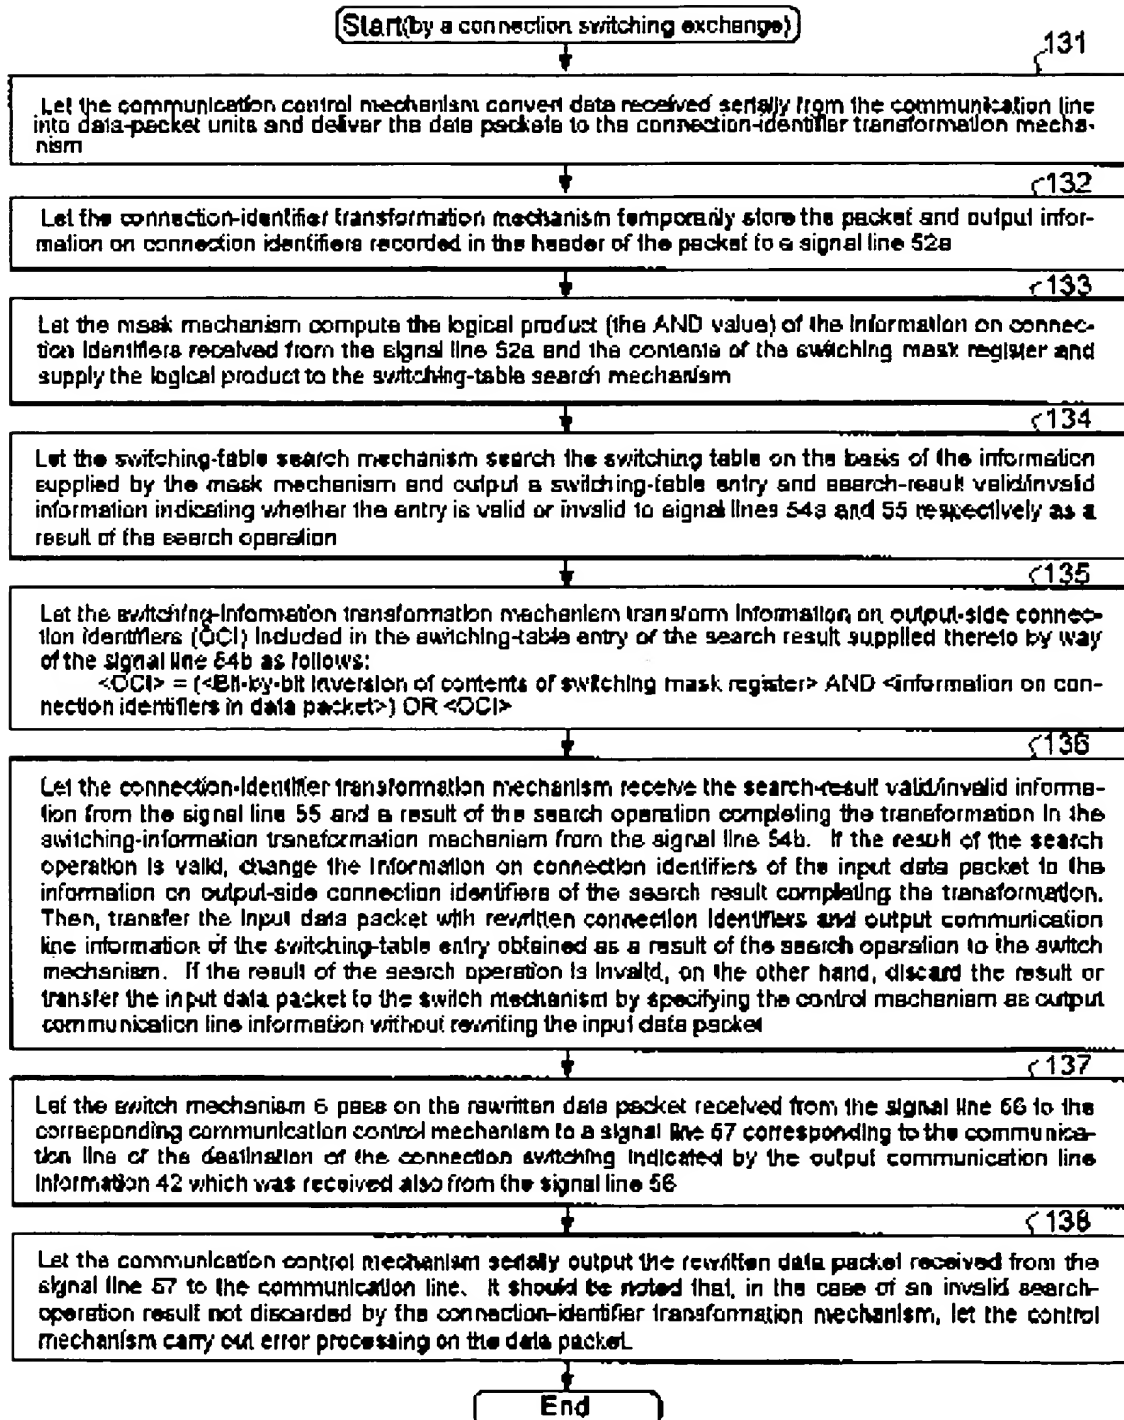 Start(by a connection switching exchange)
131
Let the communication control mechanism convert data received serially from the communication line
into data-packet units and deliver the data packets to the connection-identifier transformation mecha-
nism
132
Let the connection-identifier transformation mechanism temporarily store the packet and output infor-
mation on connection identifiers recorded in the header of the packet to a signal line 52a
133
Let the mask mechanism compute the logical product (the AND value) of the information on connec-
tion identifiers received from the signal line 52a and the contents of the switching mask register and
supply the logical product to the switching-table search mechanism
134
Let the switching-table search mechanism search the switching table on the basis of the information
supplied by the mask mechanism and output a switching-table entry and search-result valid/invalid
information indicating whether the entry is valid or invalid to signal lines 54a and 55 respectively as a
result of the search operation
135
Let the switching-information transformation mechanism transform information on output-side connec-
tion identifiers (OCI) included in the switching-table entry of the search result supplied thereto by way
of the signal line 54b as follows:
<OCI> = (<Bit-by-bit inversion of contents of switching mask register> AND <information on con-
nection identifiers in data packet>) OR <OCI>
136
Let the connection-identifier transformation mechanism receive the search-result valid/invalid informa-
tion from the signal line 55 and a result of the search operation completing the transformation in the
switching-information transformation mechanism from the signal line 54b. If the result of the search
operation is valid, change the information on connection identifiers of the input data packet to the
information on output-side connection identifiers of the search result completing the transformation.
Then, transfer the input data packet with rewritten connection identifiers and output communication
line information of the switching-table entry obtained as a result of the search operation to the switch
mechanism. If the result of the search operation is invalid, on the other hand, discard the result or
transfer the input data packet to the switch mechanism by specifying the control mechanism as output
communication line information without rewriting the input data packet
137
Let the switch mechanism 6 pass on the rewritten data packet received from the signal line 56 to the
corresponding communication control mechanism to a signal line 57 corresponding to the communica-
tion line of the destination of the connection switching indicated by the output communication line
information 42 which was received also from the signal line 56
138
Let the communication control mechanism serially output the rewritten data packet received from the
signal line 57 to the communication line. It should be noted that, in the case of an invalid search-
operation result not discarded by the connection-identifier transformation mechanism, let the control
mechanism carry out error processing on the data packet.
End